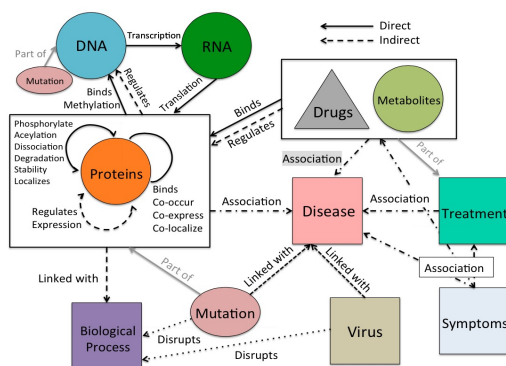 DNA
Transcription
RNA
Direct
Indirect
Part of
Mutation
Binds
Methylation
Regulates
Translation
Binds
Regulates
Drugs
Metabolites
Phosphorylate
Aceylation
Dissociation
Degradation
Stability
Localizes
Proteins
Regulates
Expression
Binds
Co-occur
Co-express
Co-localize
Association
Part of
Association
Disease
Association
Treatment
Linked with
Part of
Mutation
Linked with
Linked with
Association
Biological
Process
Disrupts
Disrupts
Virus
Symptoms